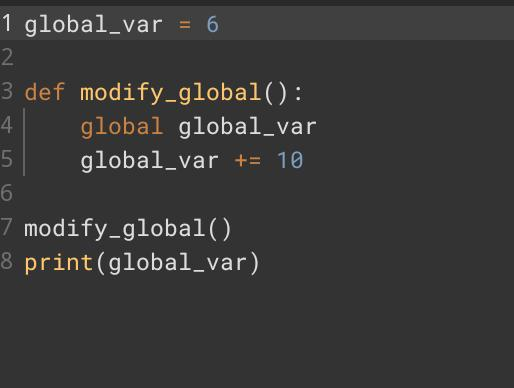 1 global_var = 6
2
3 def modify_global():
4     global global_var
5     global_var += 10
6
7 modify_global()
8 print(global_var)